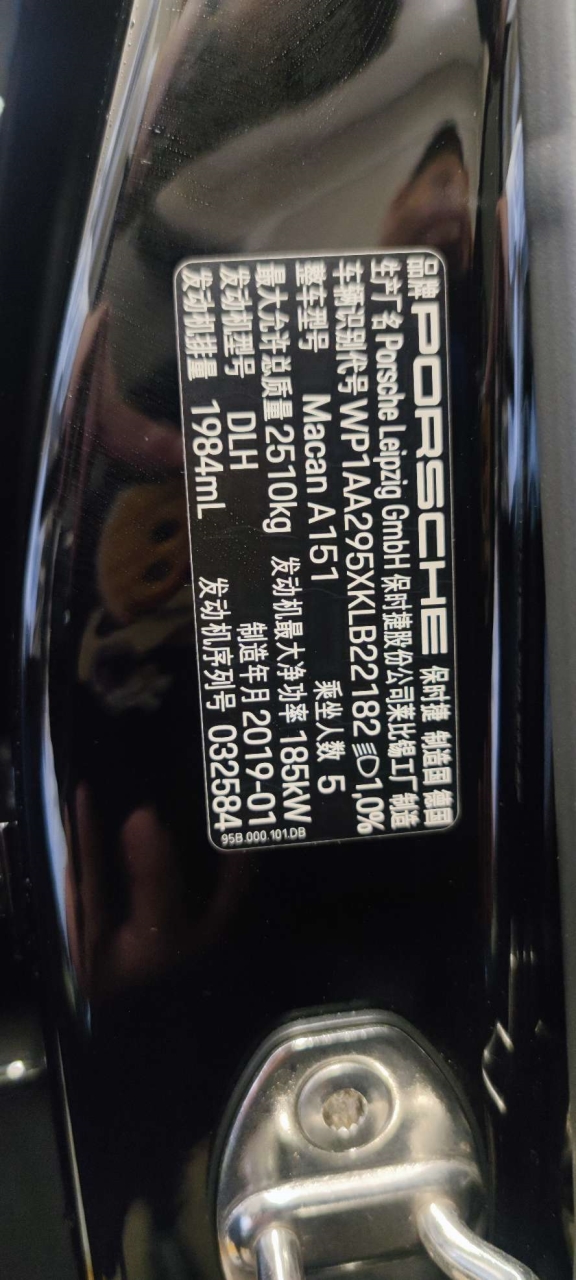 品牌 PORSCHE 保时捷 制造国 德国
生产厂名 Porsche Leipzig GmbH 保时捷股份公司莱比锡工厂 制造
车辆识别代号 WP1AA295XKLB22182 1,0%
整车型号 Macan A151 乘坐人数 5
最大允许总质量 2510kg 发动机最大净功率 185kW
发动机型号 DLH 制造年月 2019-01
发动机排量 1984mL 发动机序列号 032584
95B.000.101.DB